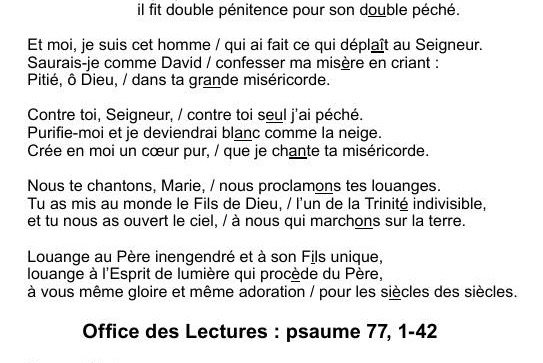 il fit double pénitence pour son double péché.
Et moi, je suis cet homme / qui ai fait ce qui déplaît au Seigneur.
Saurais-je comme David / confesser ma misère en criant :
Pitié, ô Dieu, / dans ta grande miséricorde.
Contre toi, Seigneur, / contre toi seul j’ai péché.
Purifie-moi et je deviendrai blanc comme la neige.
Crée en moi un cœur pur, / que je chante ta miséricorde.
Nous te chantons, Marie, / nous proclamons tes louanges.
Tu as mis au monde le Fils de Dieu, / l’un de la Trinité indivisible,
et tu nous as ouvert le ciel, / à nous qui marchons sur la terre.
Louange au Père inengendré et à son Fils unique,
louange à l’Esprit de lumière qui procède du Père,
à vous même gloire et même adoration / pour les siècles des siècles.
Office des Lectures : psaume 77, 1-42